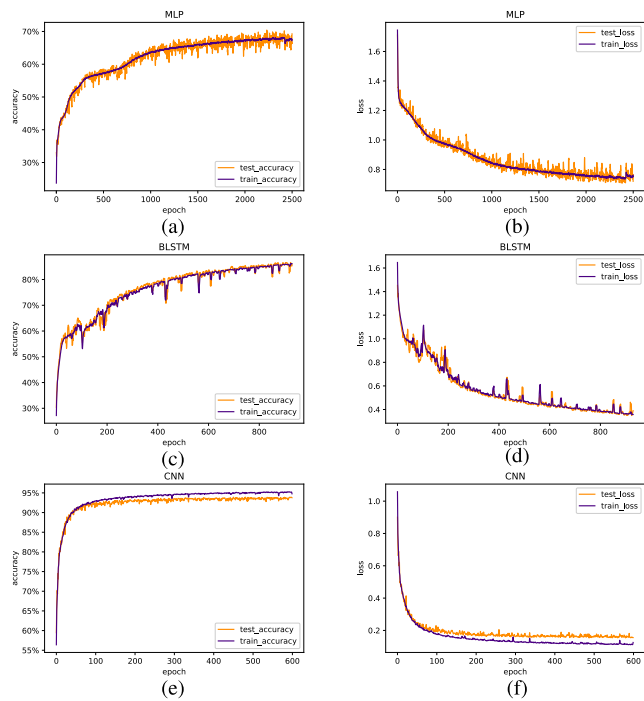 MLP
accuracy
70%
60%
50%
40%
30%
test_accuracy
train_accuracy
0
500
1000
1500
2000
2500
epoch
(a)
MLP
loss
1.6
1.4
1.2
1.0
0.8
test_loss
train_loss
0
500
1000
1500
2000
2500
epoch
(b)
BLSTM
accuracy
80%
70%
60%
50%
40%
30%
test_accuracy
train_accuracy
0
200
400
600
800
epoch
(c)
BLSTM
loss
1.6
1.4
1.2
1.0
0.8
0.6
0.4
test_loss
train_loss
0
200
400
600
800
epoch
(d)
CNN
accuracy
95%
90%
85%
80%
75%
70%
65%
60%
55%
test_accuracy
train_accuracy
0
100
200
300
400
500
600
epoch
(e)
CNN
loss
1.0
0.8
0.6
0.4
0.2
test_loss
train_loss
0
100
200
300
400
500
600
epoch
(f)